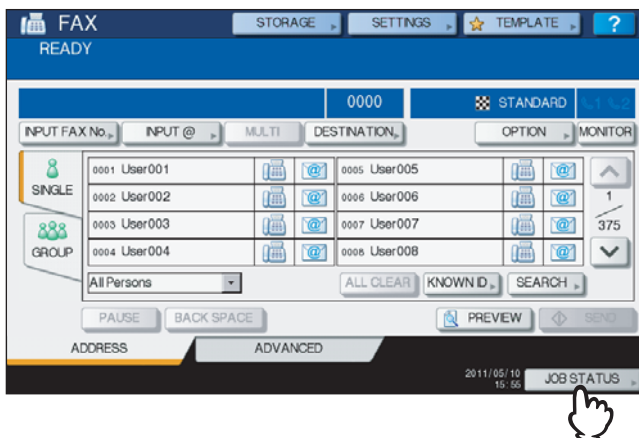 FAX STORAGE SETTINGS TEMPLATE ?
READY
0000 STANDARD 1 2
INPUT FAX No. INPUT @ MULTI DESTINATION OPTION MONITOR
SINGLE
GROUP
0001 User001 0005 User005
0002 User002 0006 User006
0003 User003 0007 User007
0004 User004 0008 User008
1
375
All Persons ALL CLEAR KNOWN ID SEARCH
PAUSE BACK SPACE PREVIEW SEND
ADDRESS ADVANCED
2011/05/10
15:55
JOB STATUS